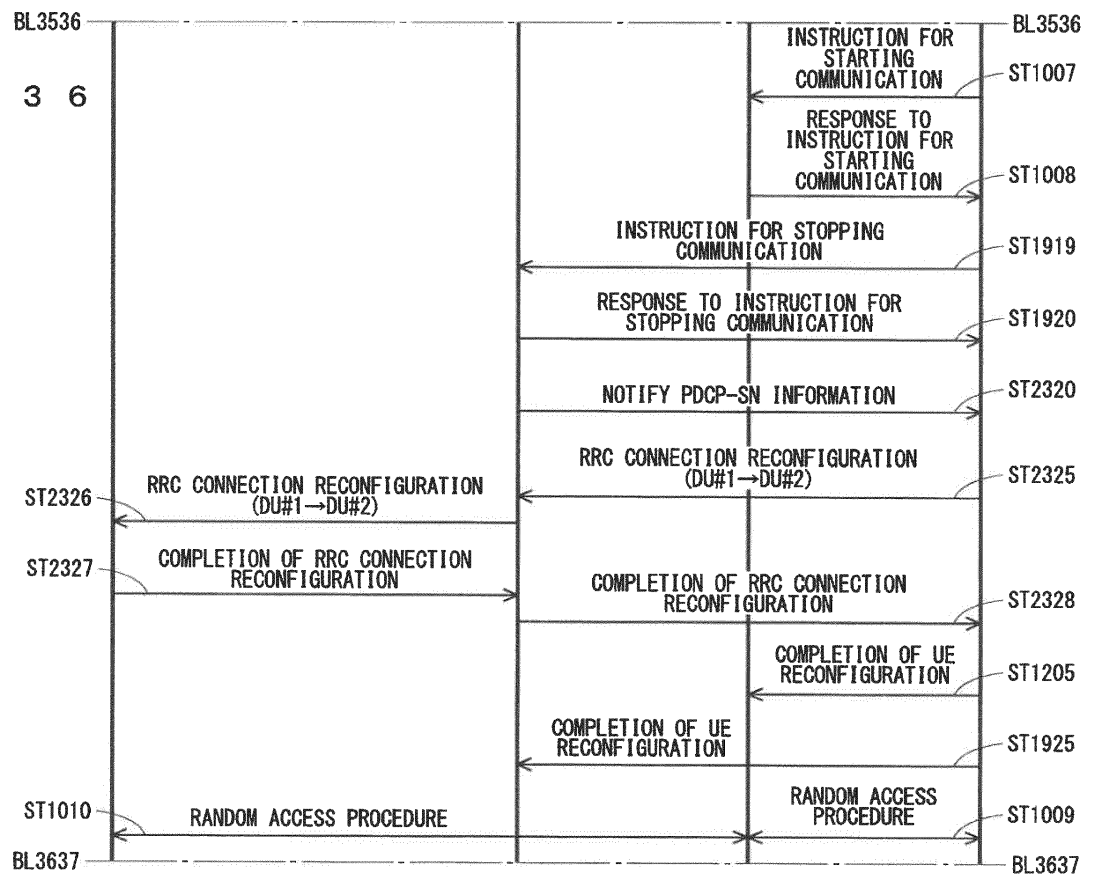 BL3536
BL3536
3 6
INSTRUCTION FOR
STARTING
COMMUNICATION
ST1007
RESPONSE TO
INSTRUCTION FOR
STARTING
COMMUNICATION
ST1008
INSTRUCTION FOR STOPPING
COMMUNICATION
ST1919
RESPONSE TO INSTRUCTION FOR
STOPPING COMMUNICATION
ST1920
NOTIFY PDCP-SN INFORMATION
ST2320
RRC CONNECTION RECONFIGURATION
(DU#1→DU#2)
ST2325
ST2326
RRC CONNECTION RECONFIGURATION
(DU#1→DU#2)
ST2327
COMPLETION OF RRC CONNECTION
RECONFIGURATION
COMPLETION OF RRC CONNECTION
RECONFIGURATION
ST2328
COMPLETION OF UE
RECONFIGURATION
ST1205
COMPLETION OF UE
RECONFIGURATION
ST1925
ST1010
RANDOM ACCESS PROCEDURE
RANDOM ACCESS
PROCEDURE
ST1009
BL3637
BL3637